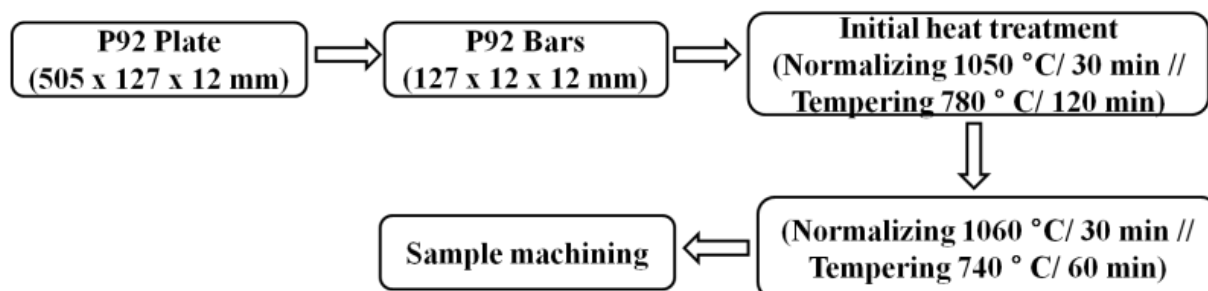 P92 Plate
(505 x 127 x 12 mm)
P92 Bars
(127 x 12 x 12 mm)
Initial heat treatment
(Normalizing 1050 °C/ 30 min //
Tempering 780 ° C/ 120 min)
(Normalizing 1060 °C/ 30 min //
Tempering 740 ° C/ 60 min)
Sample machining